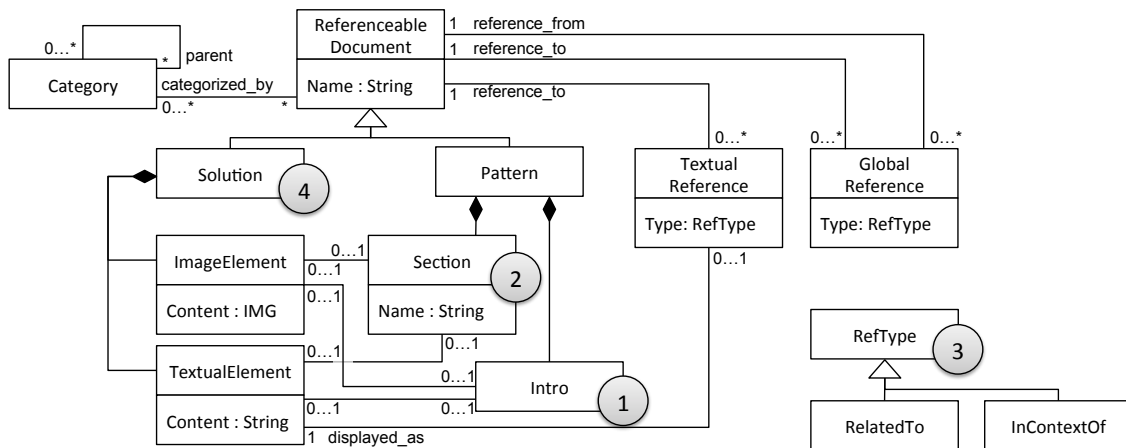 Referenceable
Document
Name : String
1 reference_from
1 reference_to
1 reference_to
0...*
parent
*
Category
categorized_by
0...*
*
Solution
4
Pattern
0...*
Textual
Reference
Type: RefType
0...1
0...*
0...*
Global
Reference
Type: RefType
ImageElement
Content : IMG
0...1
0...1
0...1
Section
2
Name : String
0...1
0...1
TextualElement
Content : String
0...1
0...1
0...1
1 displayed_as
Intro
1
RefType
3
RelatedTo
InContextOf